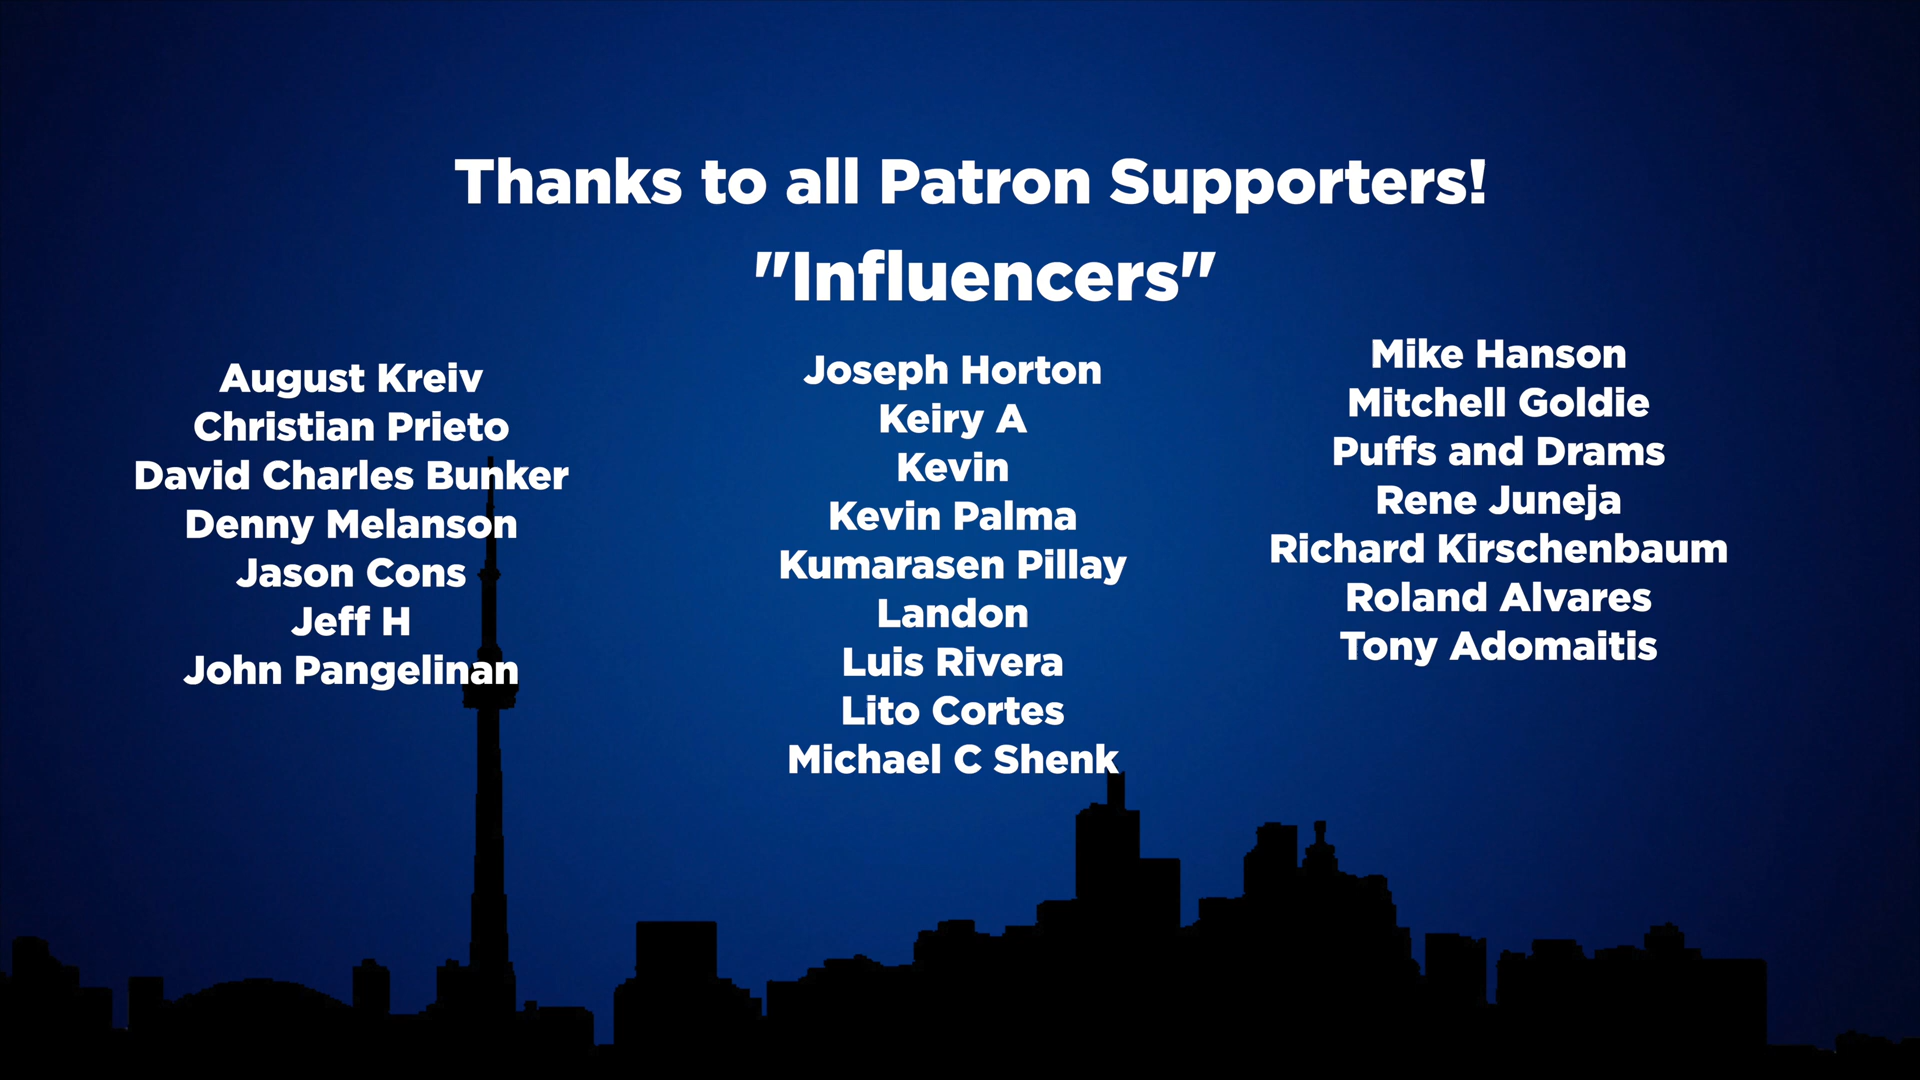 Thanks to all Patron Supporters!
"Influencers"
August Kreiv
Christian Prieto
David Charles Bunker
Denny Melanson
Jason Cons
Jeff H
John Pangelinan
Joseph Horton
Keiry A
Kevin
Kevin Palma
Kumarasen Pillay
Landon
Luis Rivera
Lito Cortes
Michael C Shenk
Mike Hanson
Mitchell Goldie
Puffs and Drams
Rene Juneja
Richard Kirschenbaum
Roland Alvares
Tony Adomaitis